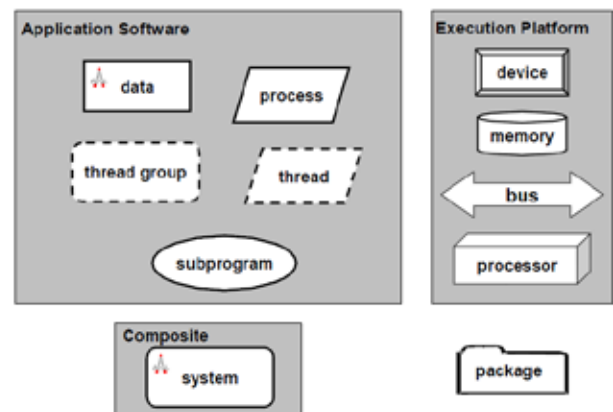 Application Software
data
process
thread group
thread
subprogram
Execution Platform
device
memory
bus
processor
Composite
system
package